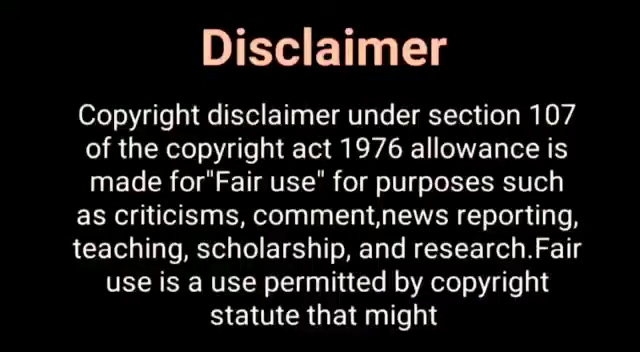 Disclaimer
Copyright disclaimer under section 107
of the copyright act 1976 allowance is
made for"Fair use" for purposes such
as criticisms, comment,news reporting,
teaching, scholarship, and research.Fair
use is a use permitted by copyright
statute that might